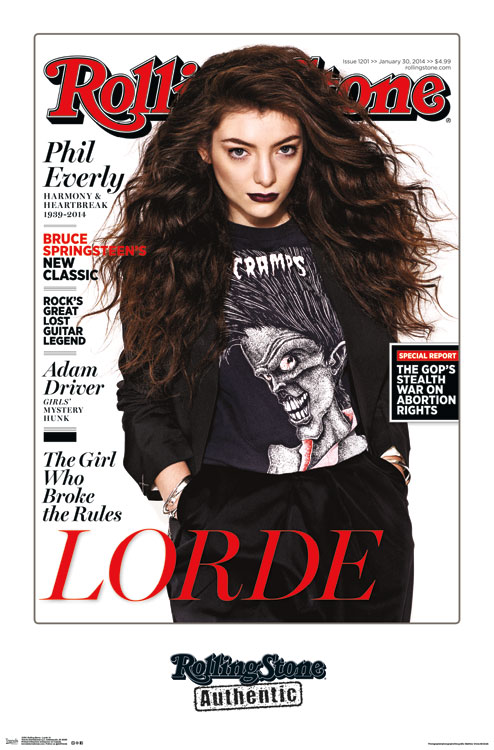 Issue 1201 >> January 30, 2014 >> $4.99
rollingstone.com
Rolling Stone
Phil
Everly
HARMONY &
HEARTBREAK
1939-2014
BRUCE
SPRINGSTEEN'S
NEW
CLASSIC
ROCK'S
GREAT
LOST
GUITAR
LEGEND
Adam
Driver
GIRLS'
MYSTERY
HUNK
The Girl
Who
Broke
the Rules
LORDE
CRAMPS
SPECIAL REPORT
THE GOP'S
STEALTH
WAR ON
ABORTION
RIGHTS
RollingStone
Authentic